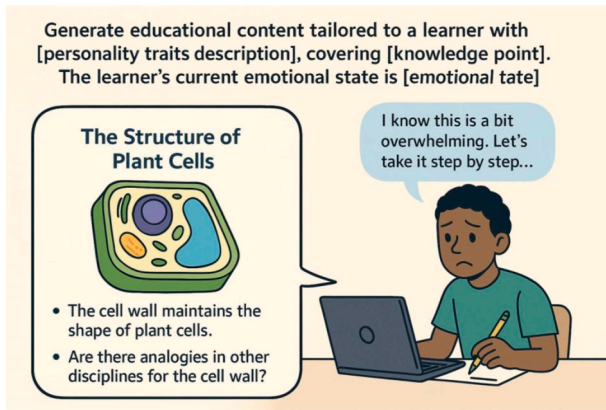 Generate educational content tailored to a learner with
[personality traits description], covering [knowledge point].
The learner's current emotional state is [emotional tate]
The Structure of
Plant Cells
• The cell wall maintains the
shape of plant cells.
• Are there analogies in other
disciplines for the cell wall?
I know this is a bit
overwhelming. Let's
take it step by step...